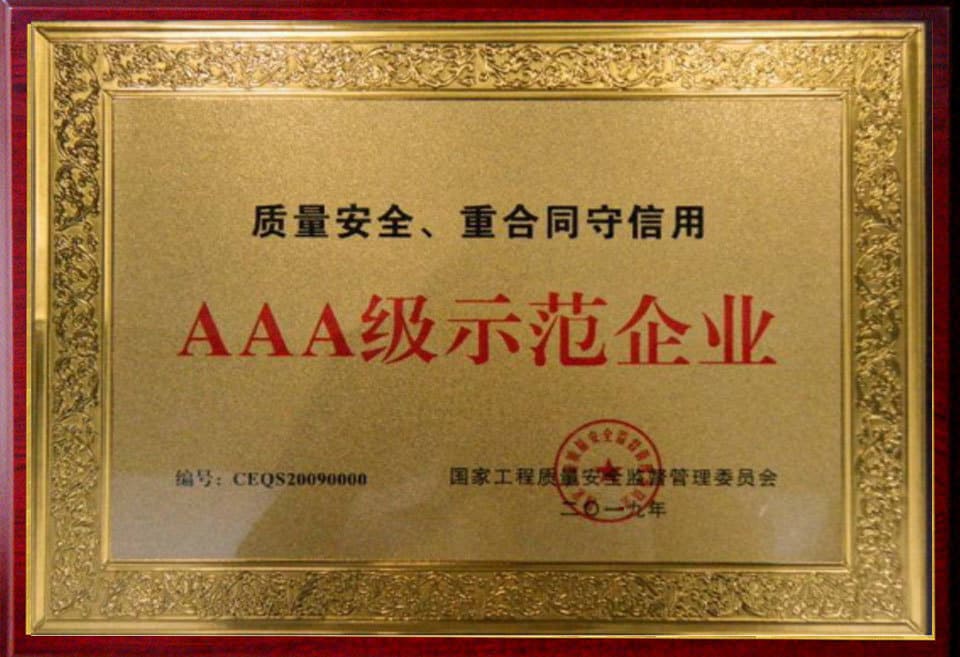 质量安全、重合同守信用
AAA级示范企业
编号：CEQS20090000
国家工程质量安全监督管理委员会
二〇一九年